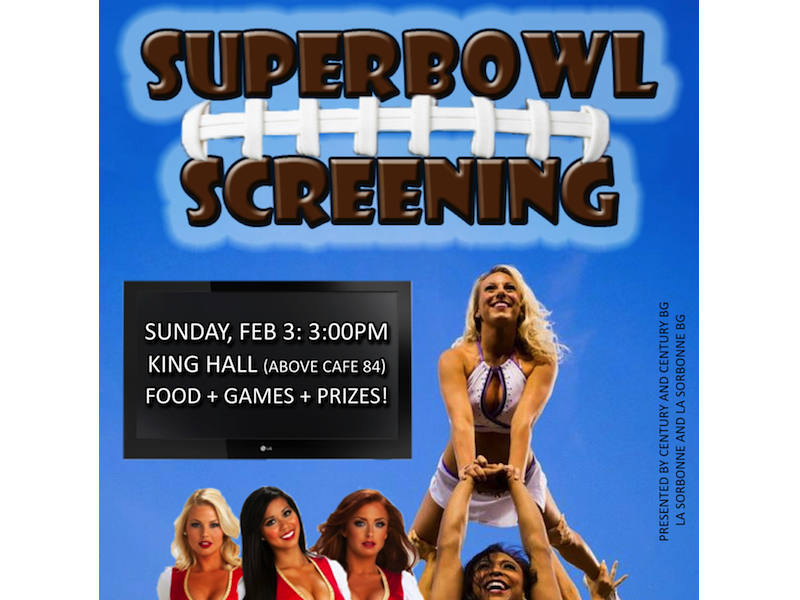 SUPERBOWL
SCREENING
SUNDAY, FEB 3: 3:00PM
KING HALL (ABOVE CAFE 84)
FOOD + GAMES + PRIZES!
LG
PRESENTED BY CENTURY AND CENTURY BG
LA SORBONNE AND LA SORBONNE BG